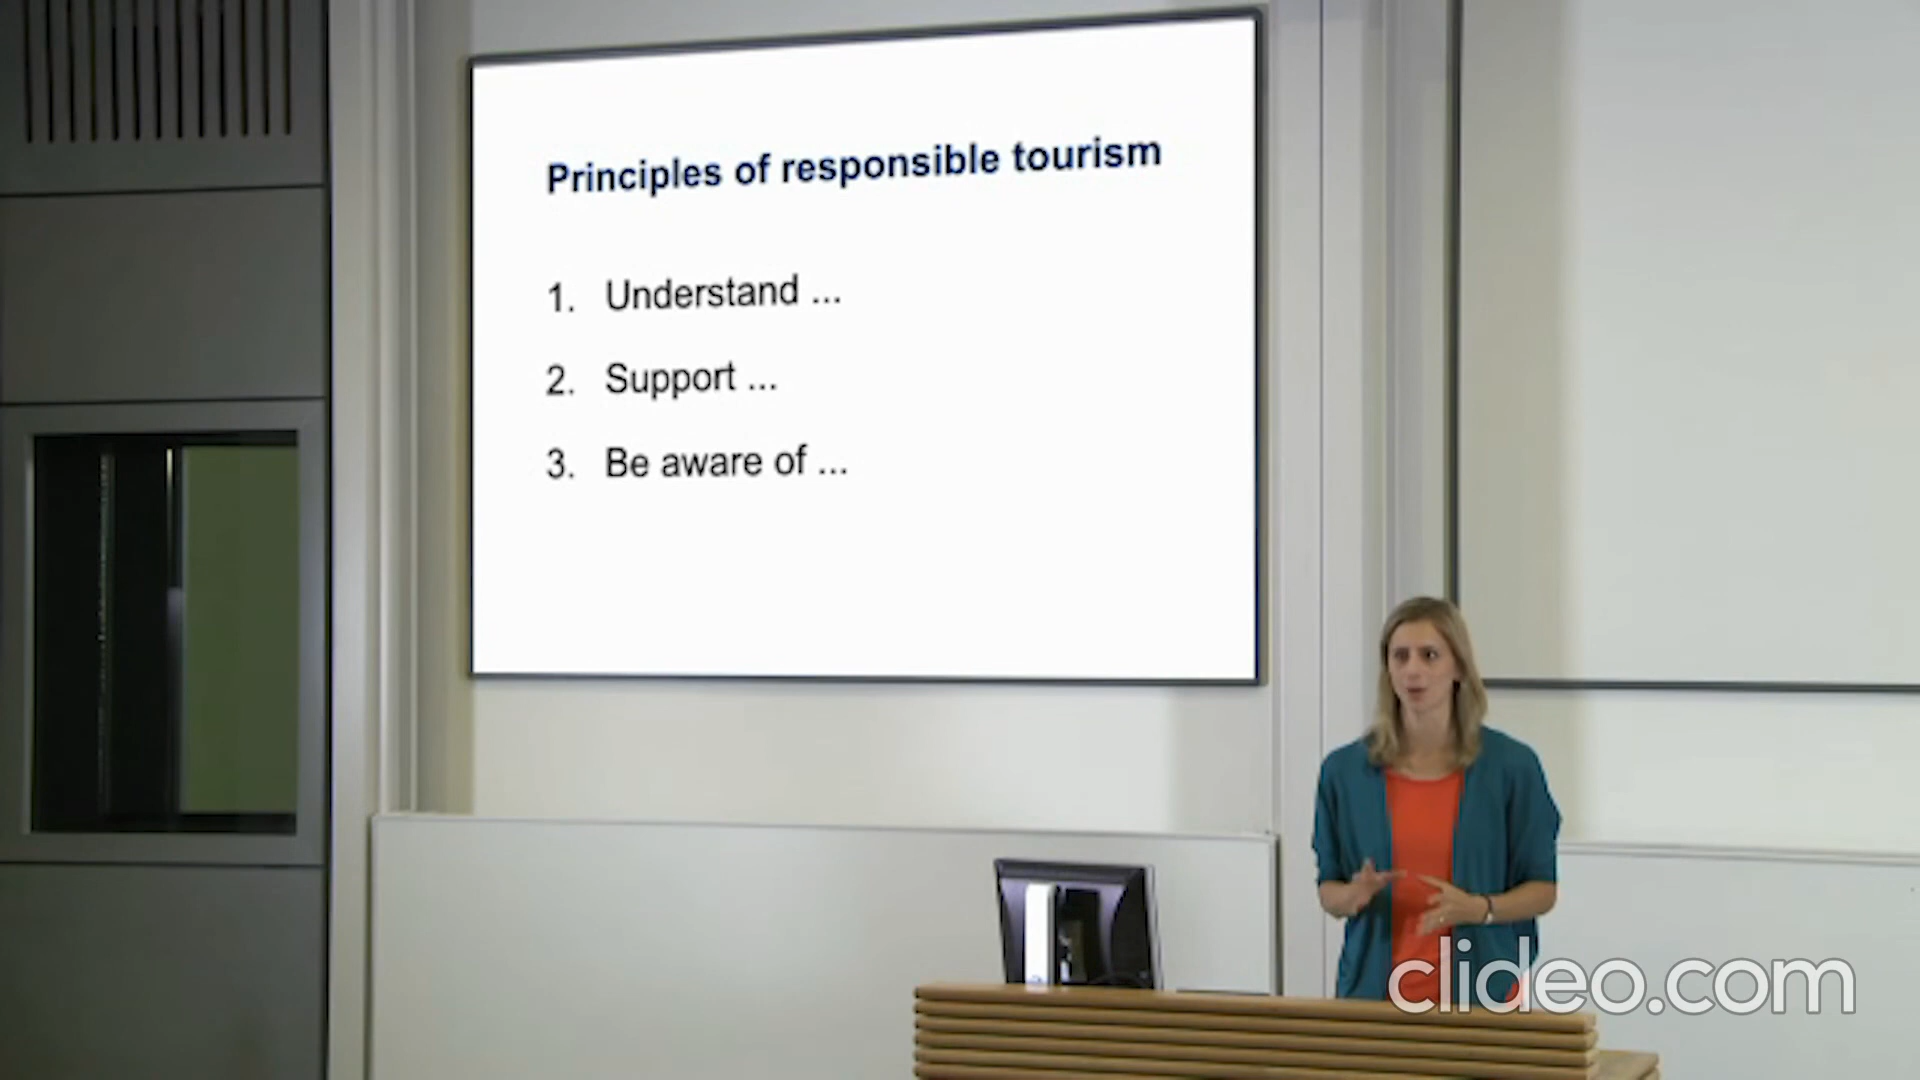 Principles of responsible tourism
1. Understand ...
2. Support ...
3. Be aware of ...
clideo.com